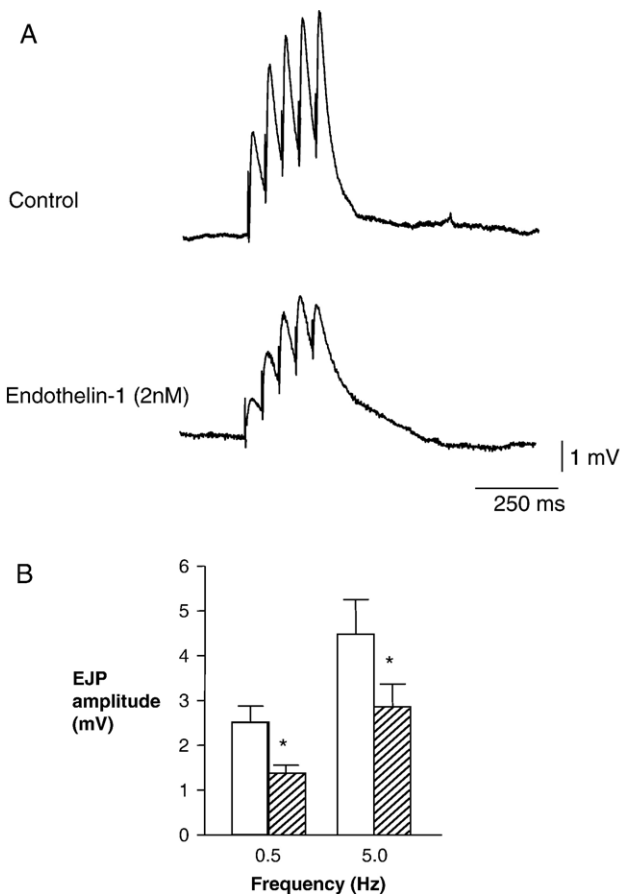 A
Control
Endothelin-1 (2nM)
1 mV
250 ms
B
6
5
4
3
2
1
0
EJP
amplitude
(mV)
*
*
0.5
5.0
Frequency (Hz)